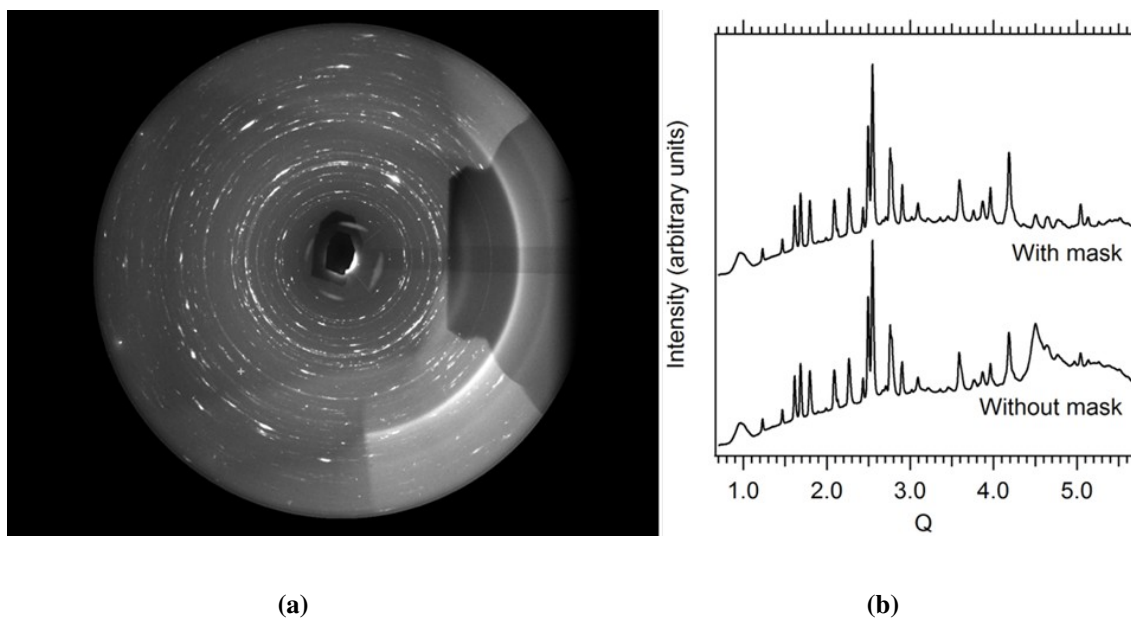 Intensity (arbitrary units)
With mask
Without mask
1.0 2.0 3.0 4.0 5.0
Q
(a) (b)